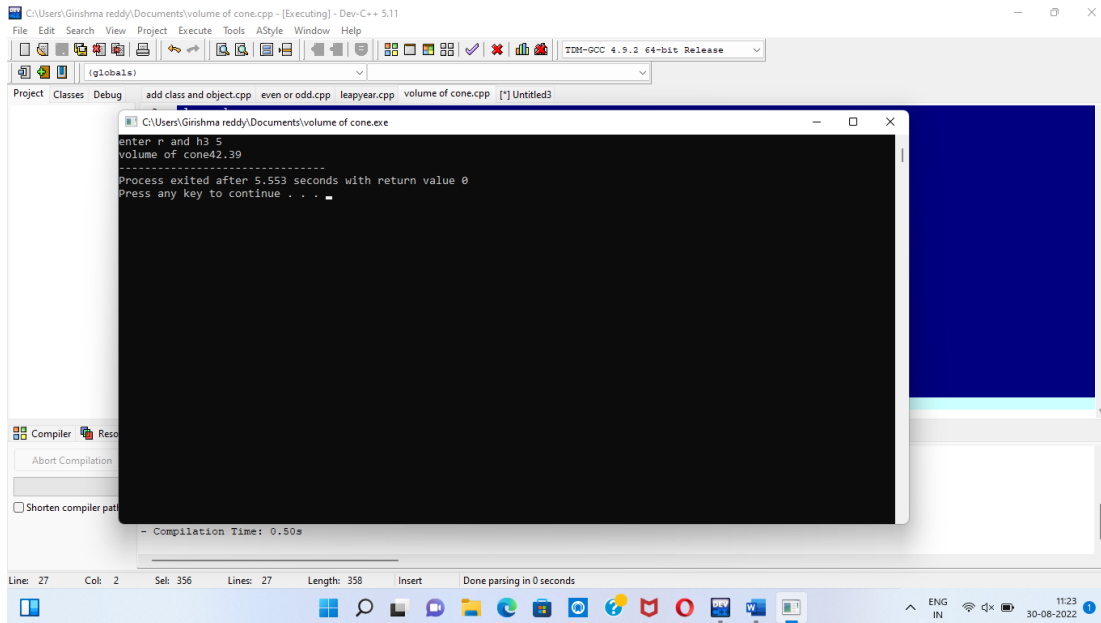 C:\Users\Girishma reddy\Documents\volume of cone.cpp - [Executing] - Dev-C++ 5.11
File Edit Search View Project Execute Tools AStyle Window Help
TDM-GCC 4.9.2 64-bit Release
(globals)
Project Classes Debug add class and object.cpp even or odd.cpp leapyear.cpp volume of cone.cpp [*] Untitled3
C:\Users\Girishma reddy\Documents\volume of cone.exe
enter r and h3 5
volume of cone42.39
--------------------------------
Process exited after 5.553 seconds with return value 0
Press any key to continue . . .
Compiler Reso
Abort Compilation
Shorten compiler path
- Compilation Time: 0.50s
Line: 27 Col: 2 Sel: 356 Lines: 27 Length: 358 Insert Done parsing in 0 seconds
DEV W ENG IN 11:23 1
30-08-2022